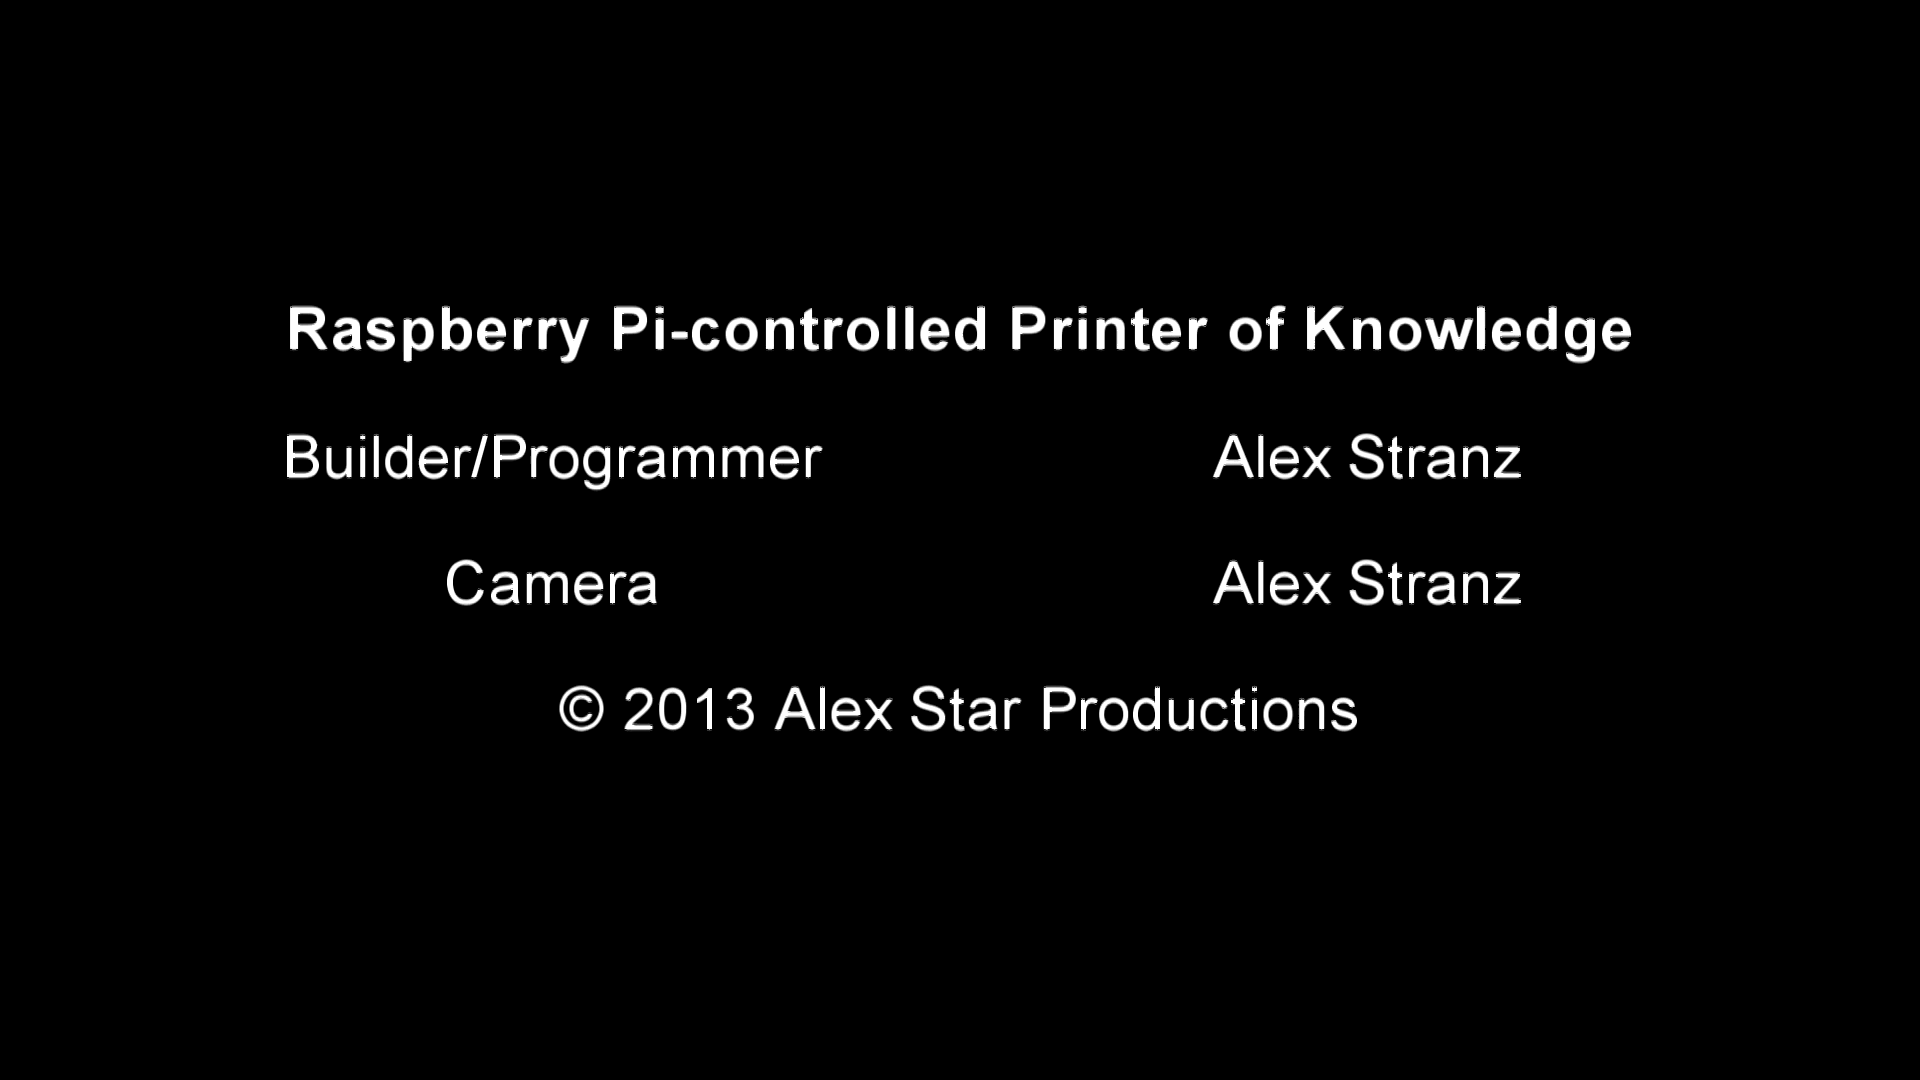 Raspberry Pi-controlled Printer of Knowledge
Builder/Programmer Alex Stranz
Camera Alex Stranz
© 2013 Alex Star Productions